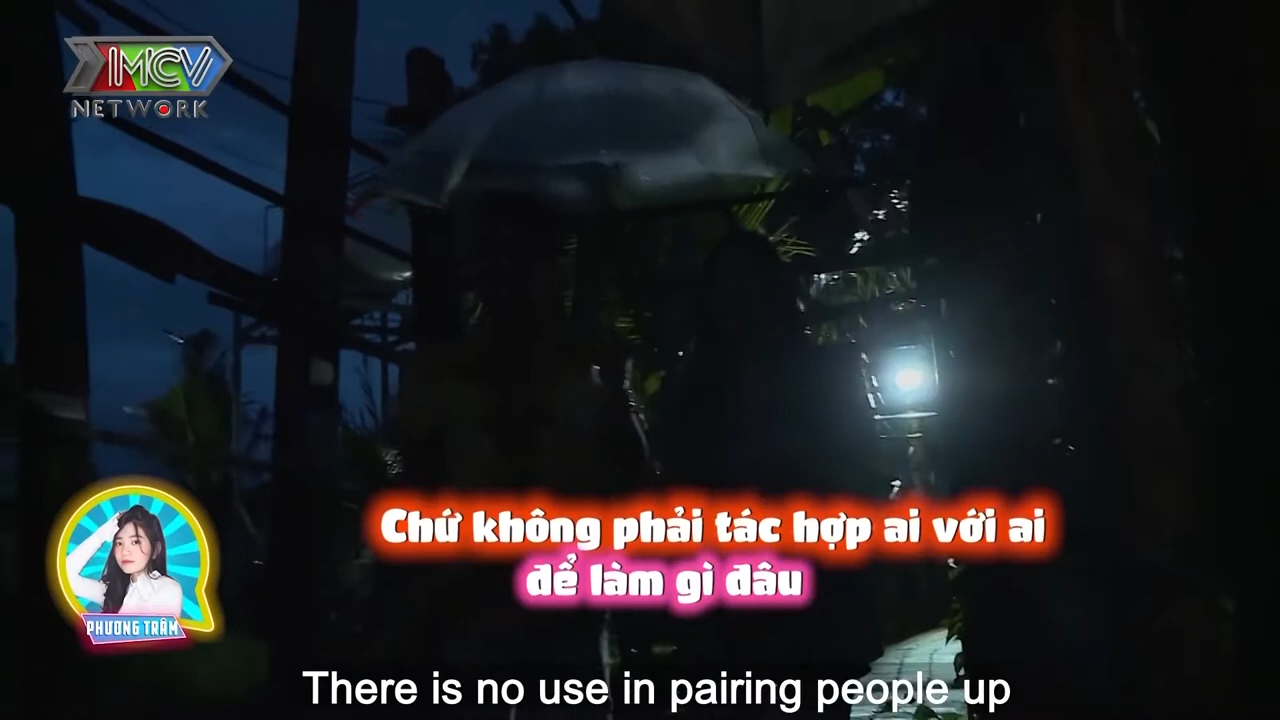 MCV
NETWORK
Chứ không phải tác hợp ai với ai
để làm gì đâu
PHƯƠNG TRÂM
There is no use in pairing people up